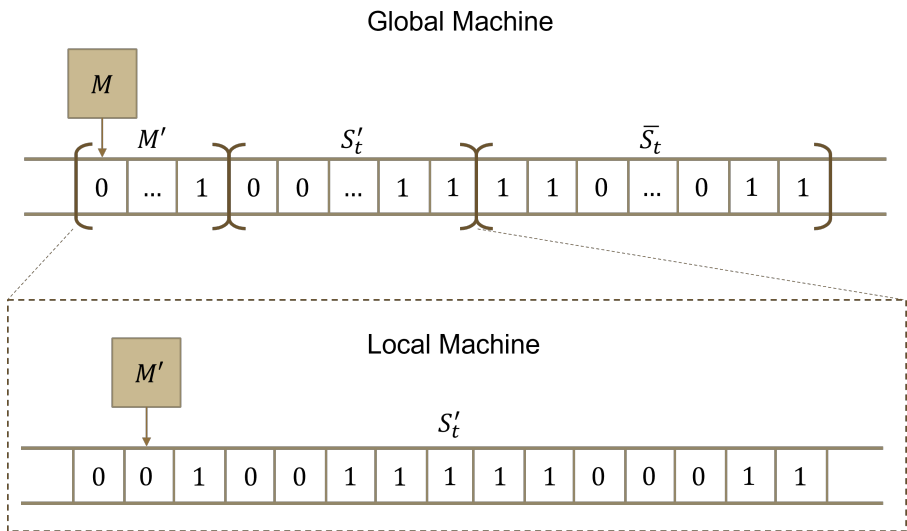 Global Machine
M
M′ S′ₜ S̅ₜ
0 ... 1 0 0 ... 1 1 1 1 0 ... 0 1 1
Local Machine
M′
S′ₜ
0 0 1 0 0 1 1 1 1 1 0 0 0 1 1